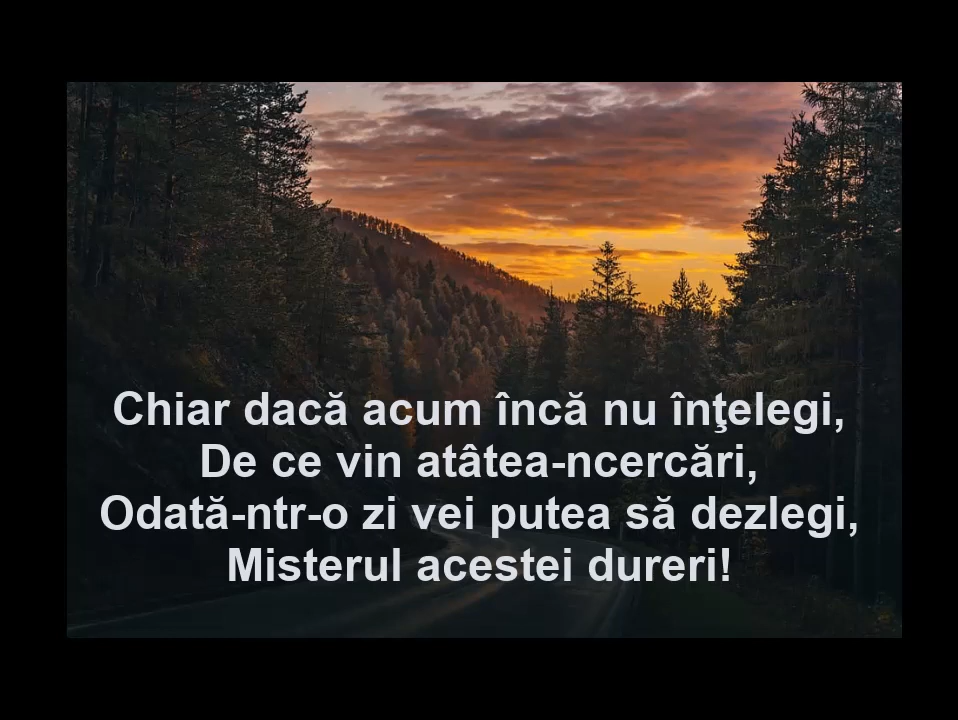 Chiar dacă acum încă nu înţelegi,
De ce vin atâtea-ncercări,
Odată-ntr-o zi vei putea să dezlegi,
Misterul acestei dureri!